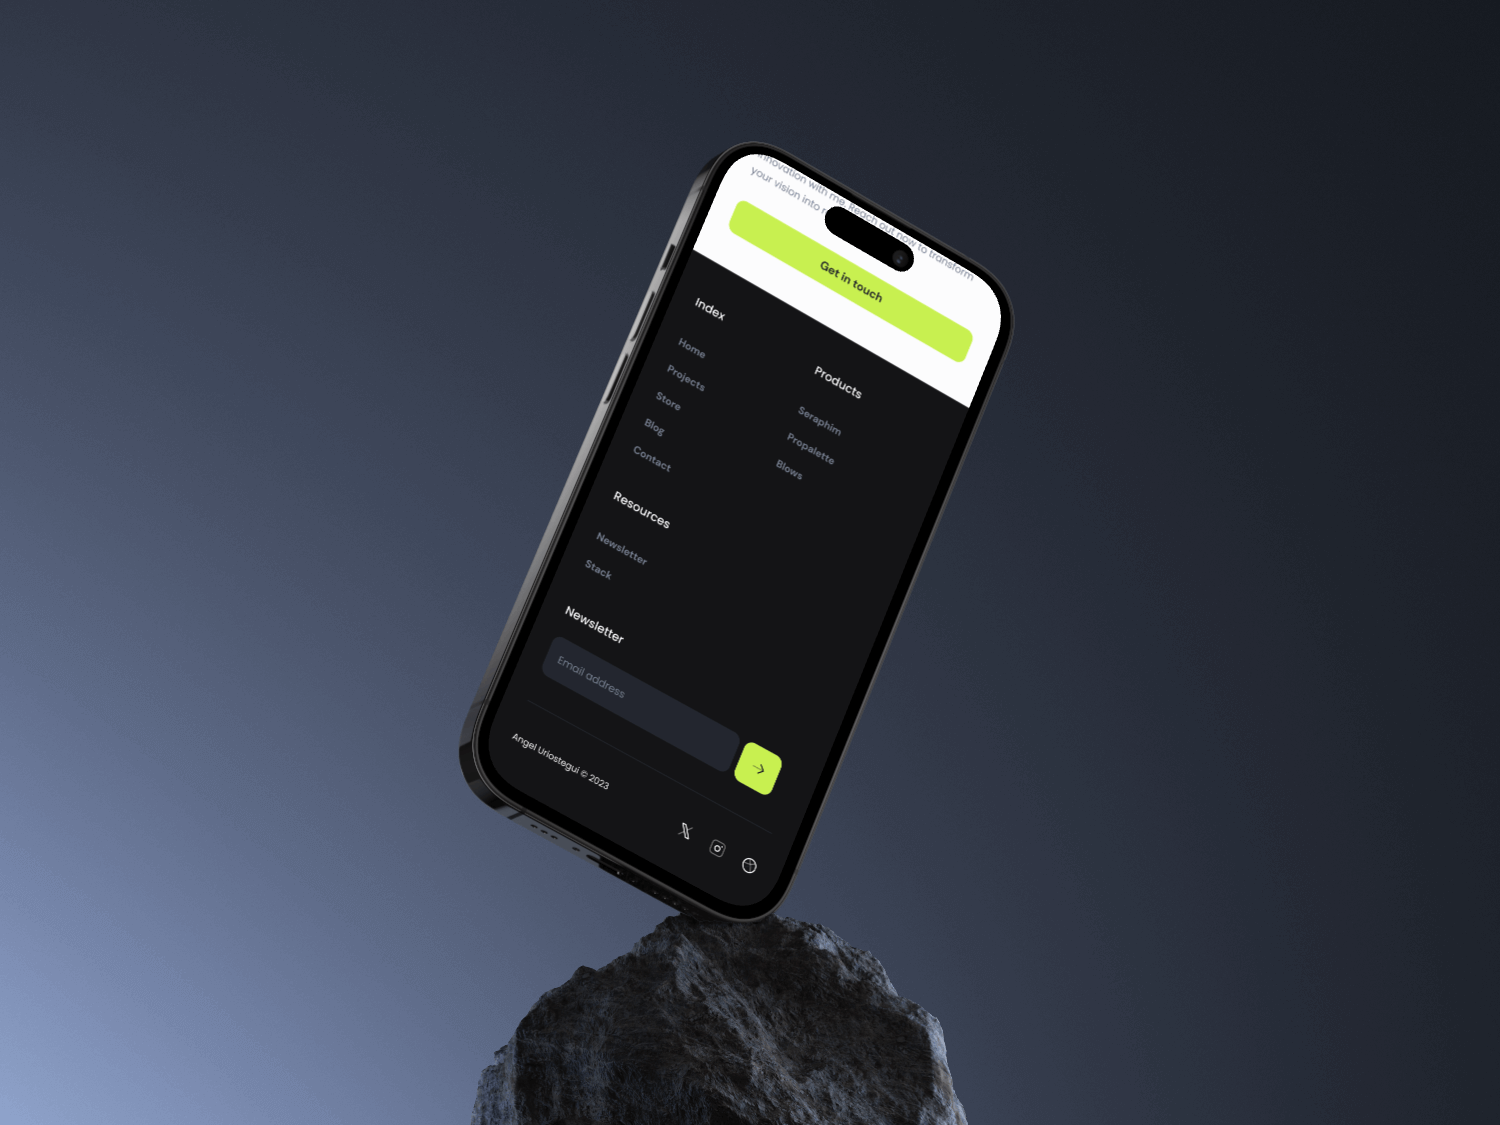 innovation with me. Reach out now to transform
your vision into
Get in touch
Index
Home
Projects
Store
Blog
Contact
Products
Seraphim
Propalette
Blows
Resources
Newsletter
Stack
Newsletter
Email address
Angel Uriostegui © 2023